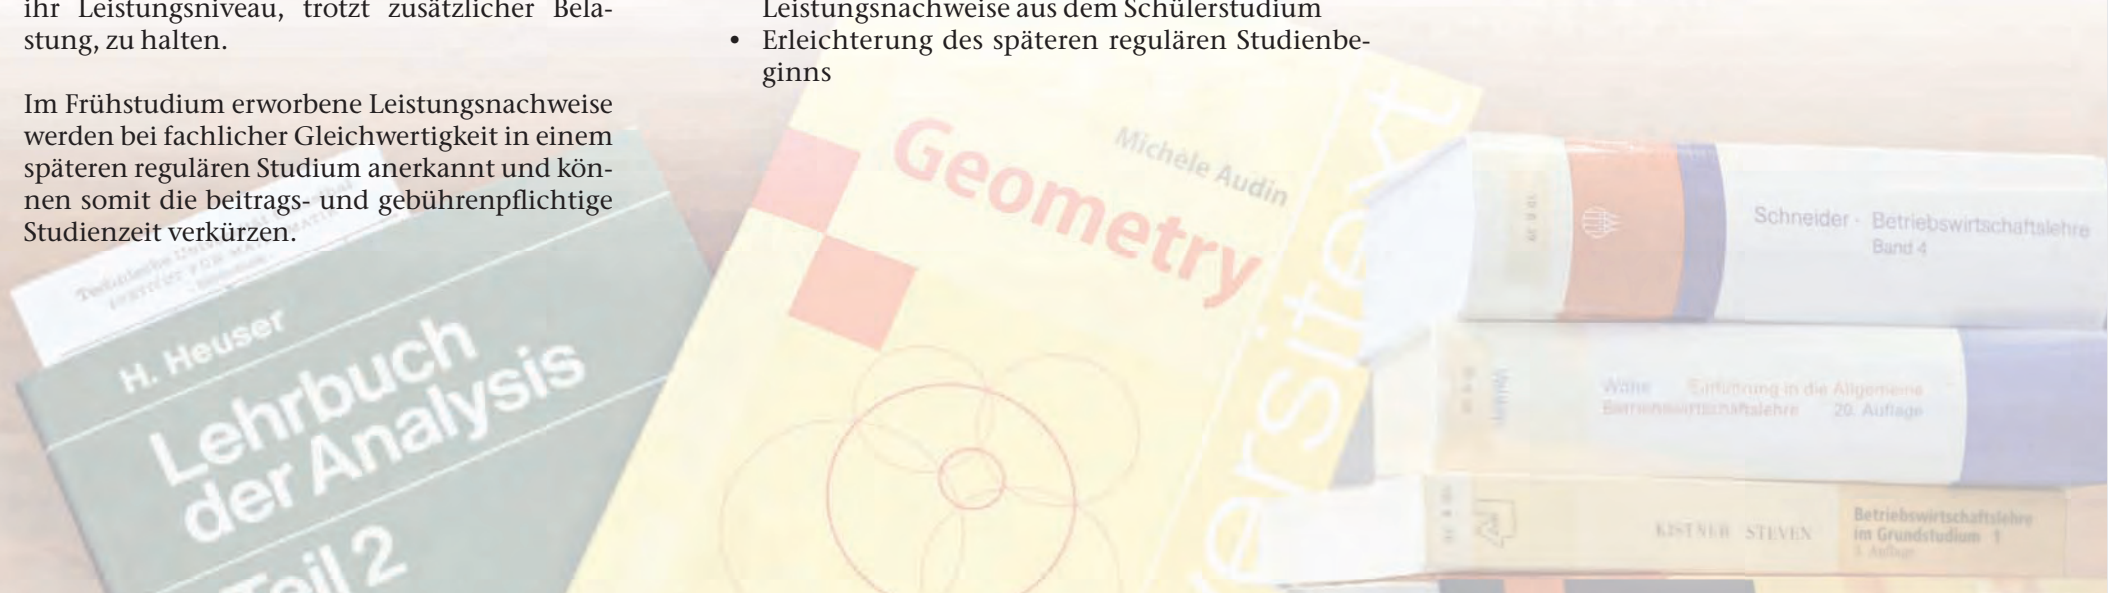 ihr Leistungsniveau, trotzt zusätzlicher Bela-
stung, zu halten.
Im Frühstudium erworbene Leistungsnachweise
werden bei fachlicher Gleichwertigkeit in einem
späteren regulären Studium anerkannt und kön-
nen somit die beitrags- und gebührenpflichtige
Studienzeit verkürzen.
Leistungsnachweise aus dem Schülerstudium
• Erleichterung des späteren regulären Studienbe-
ginns
H. Heuser
Lehrbuch
der Analysis
Teil 2
Michèle Audin
Geometry
versitext
Schneider · Betriebswirtschaftslehre
Band 4
Wöhe Einführung in die Allgemeine
Betriebswirtschaftslehre 20. Auflage
KISTNER STEVEN
Betriebswirtschaftslehre
im Grundstudium 1